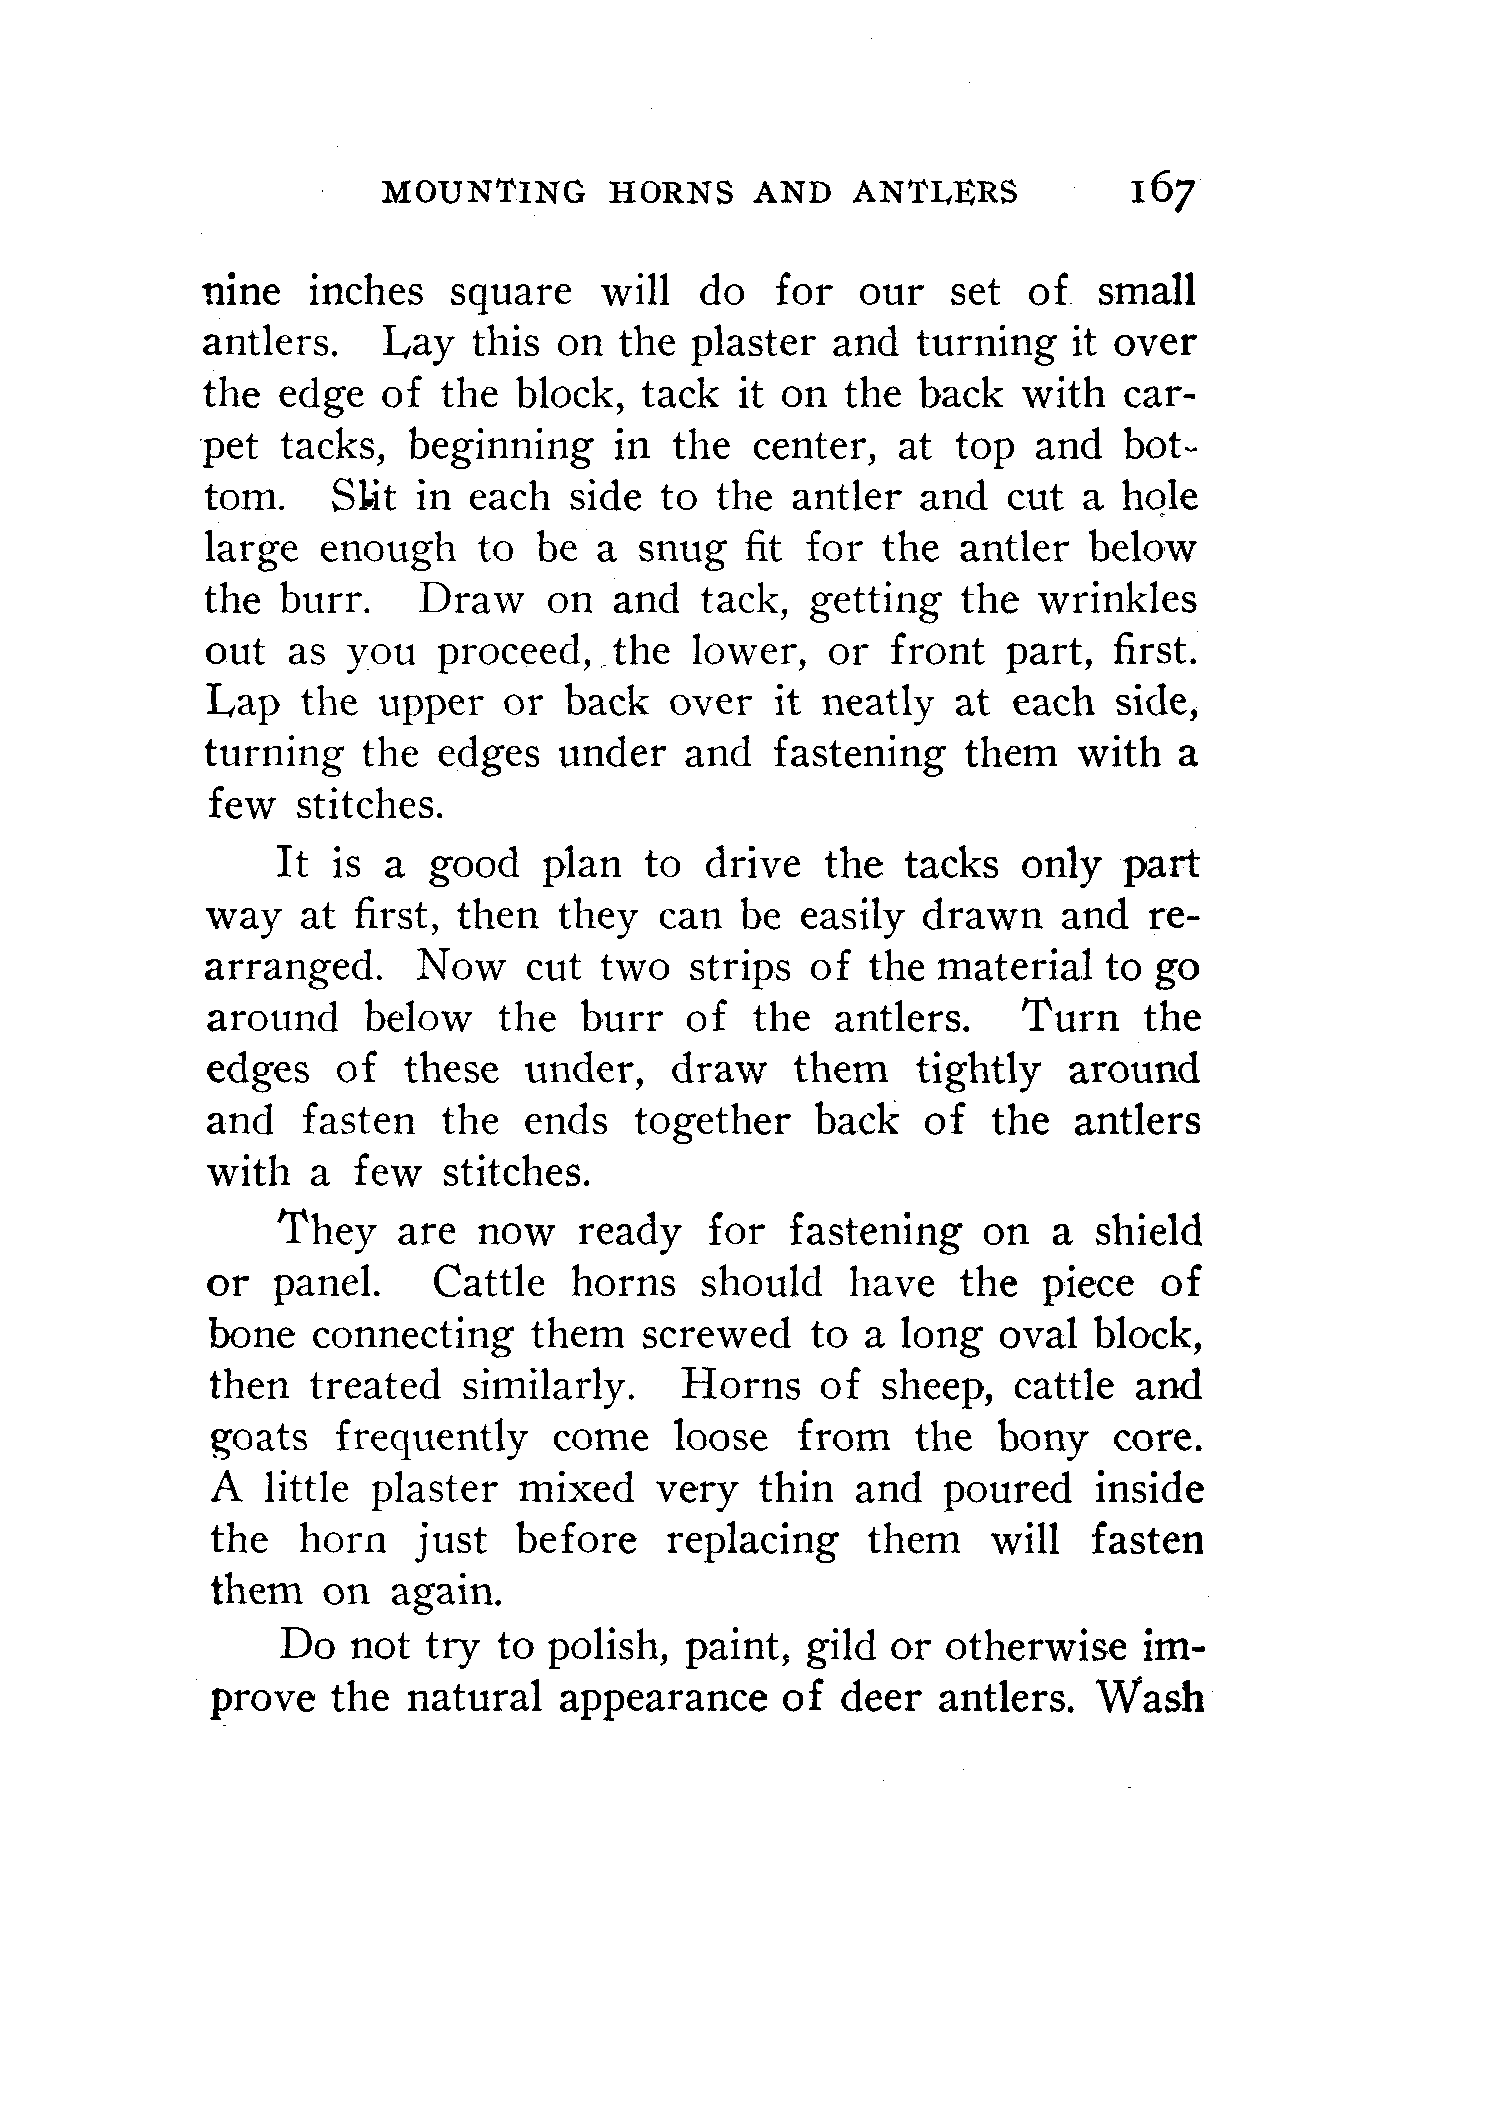 MOUNTING HORNS AND ANTLERS 167
nine inches square will do for our set of small
antlers. Lay this on the plaster and turning it over
the edge of the block, tack it on the back with car-
pet tacks, beginning in the center, at top and bot-
tom. Slit in each side to the antler and cut a hole
large enough to be a snug fit for the antler below
the burr. Draw on and tack, getting the wrinkles
out as you proceed, the lower, or front part, first.
Lap the upper or back over it neatly at each side,
turning the edges under and fastening them with a
few stitches.
It is a good plan to drive the tacks only part
way at first, then they can be easily drawn and re-
arranged. Now cut two strips of the material to go
around below the burr of the antlers. Turn the
edges of these under, draw them tightly around
and fasten the ends together back of the antlers
with a few stitches.
They are now ready for fastening on a shield
or panel. Cattle horns should have the piece of
bone connecting them screwed to a long oval block,
then treated similarly. Horns of sheep, cattle and
goats frequently come loose from the bony core.
A little plaster mixed very thin and poured inside
the horn just before replacing them will fasten
them on again.
Do not try to polish, paint, gild or otherwise im-
prove the natural appearance of deer antlers. Wash